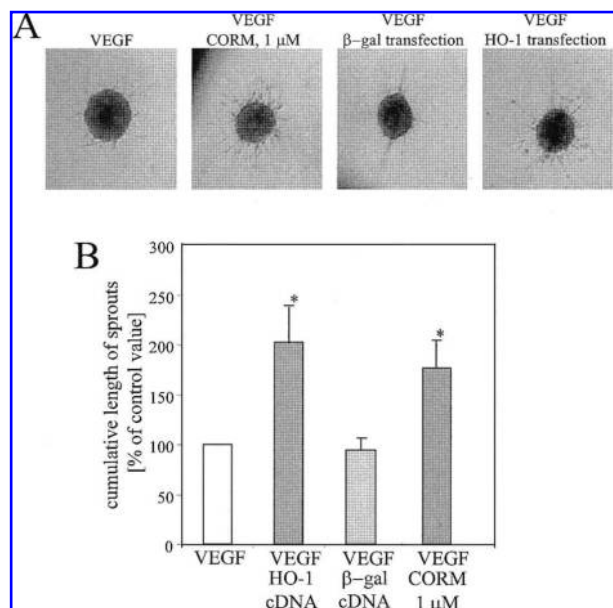 A
VEGF
VEGF
CORM, 1 μM
VEGF
β-gal transfection
VEGF
HO-1 transfection
B
cumulative length of sprouts
[% of control value]
300
250
200
150
100
50
0
*
*
VEGF
VEGF
HO-1
cDNA
VEGF
β-gal
cDNA
VEGF
CORM
1 μM